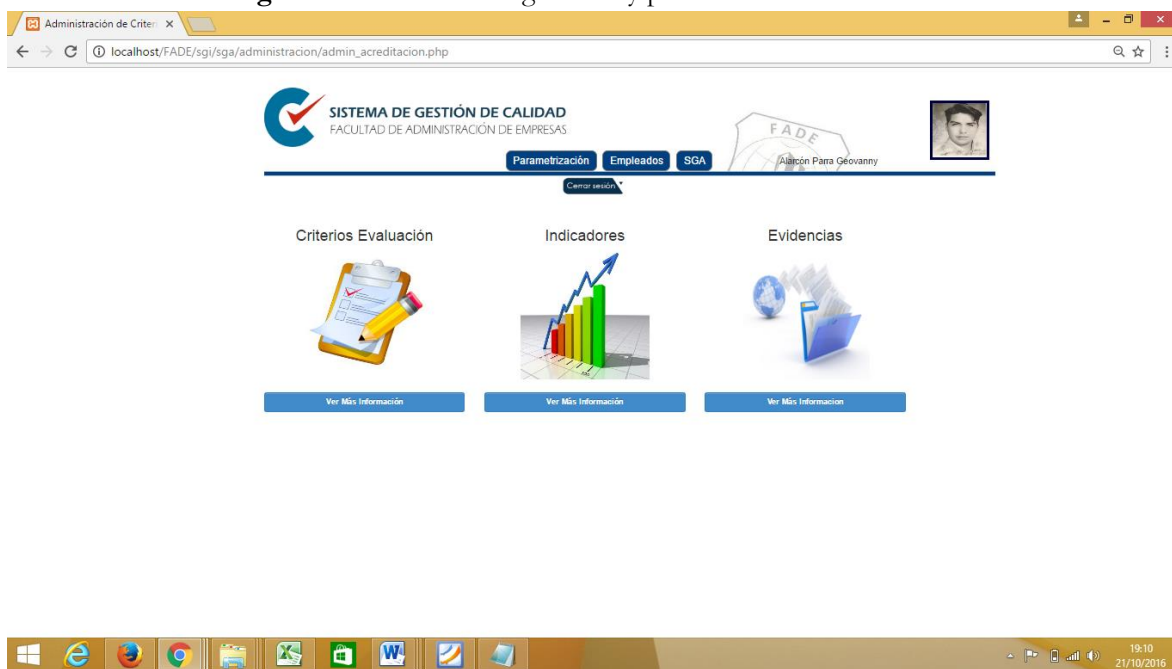 Administración de Criter
localhost/FADE/sgi/sga/administracion/admin_acreditacion.php
SISTEMA DE GESTIÓN DE CALIDAD
FACULTAD DE ADMINISTRACIÓN DE EMPRESAS
FADE
Parametrización Empleados SGA
Alarcón Parra Geovanny
Cerrar sesión
Criterios Evaluación Indicadores Evidencias
Ver Más Información Ver Más Información Ver Más Informacion
19:10
21/10/2016